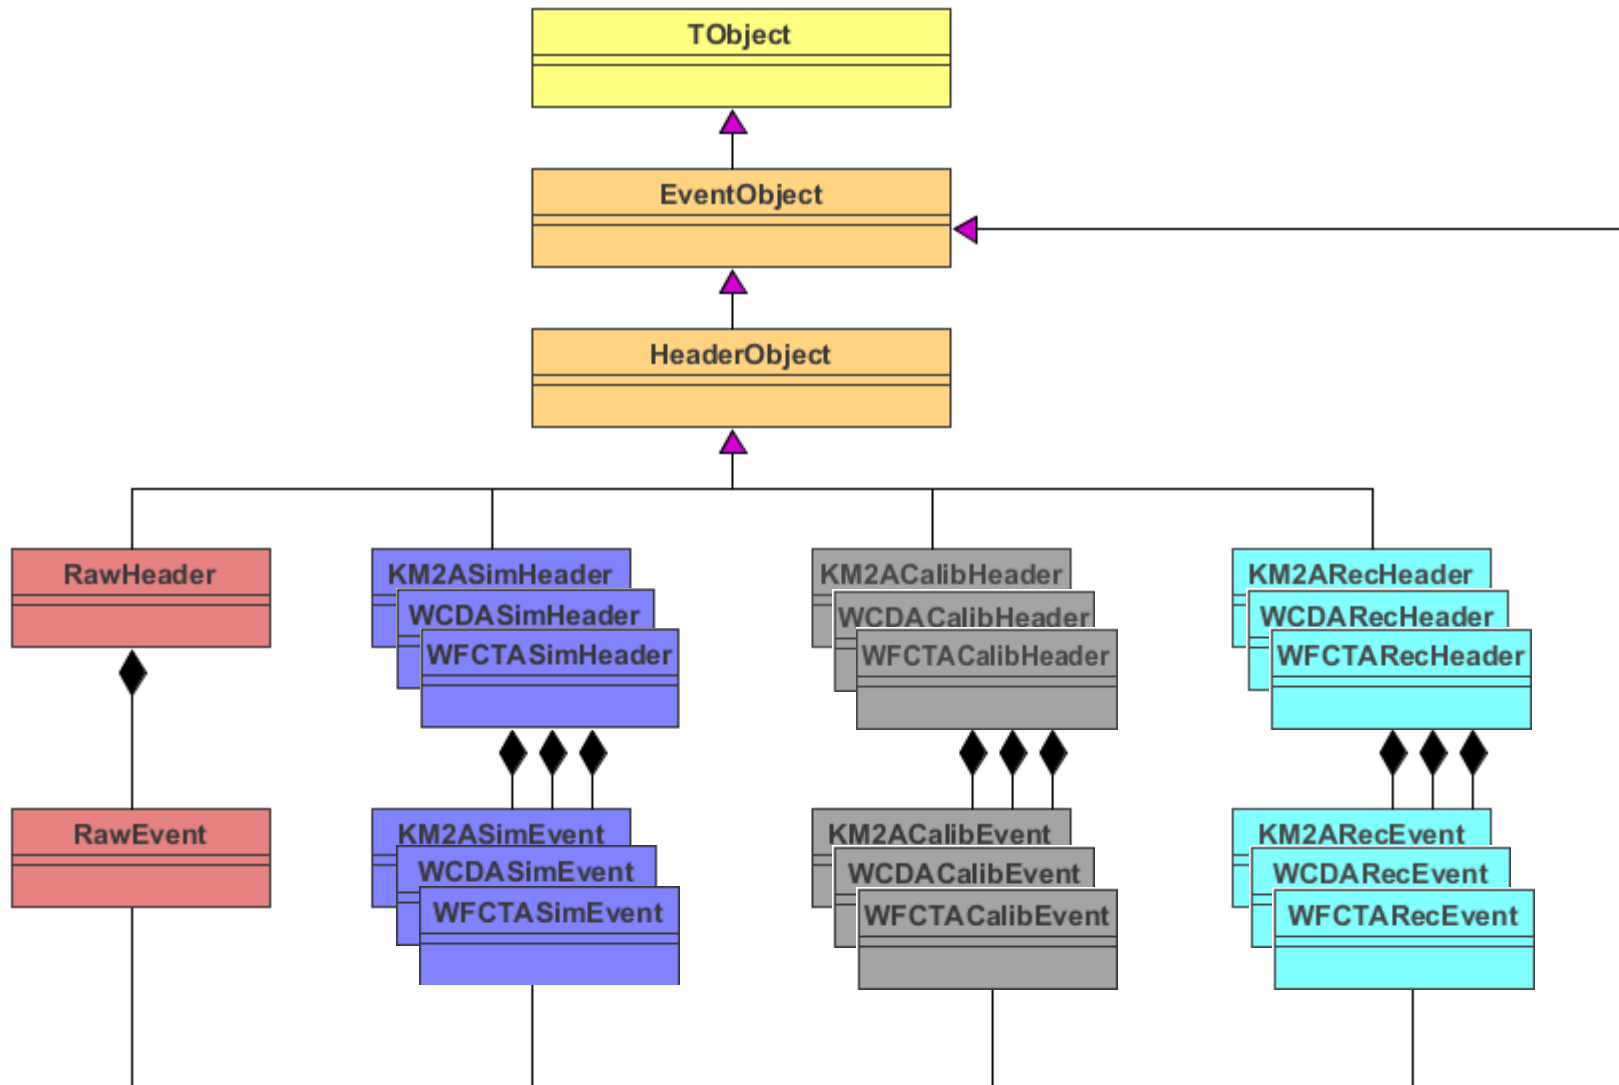 TObject
EventObject
HeaderObject
RawHeader
KM2ASimHeader
WCDASimHeader
WFCTASimHeader
KM2ACalibHeader
WCDACalibHeader
WFCTACalibHeader
KM2ARecHeader
WCDARecHeader
WFCTARecHeader
RawEvent
KM2ASimEvent
WCDASimEvent
WFCTASimEvent
KM2ACalibEvent
WCDACalibEvent
WFCTACalibEvent
KM2ARecEvent
WCDARecEvent
WFCTARecEvent